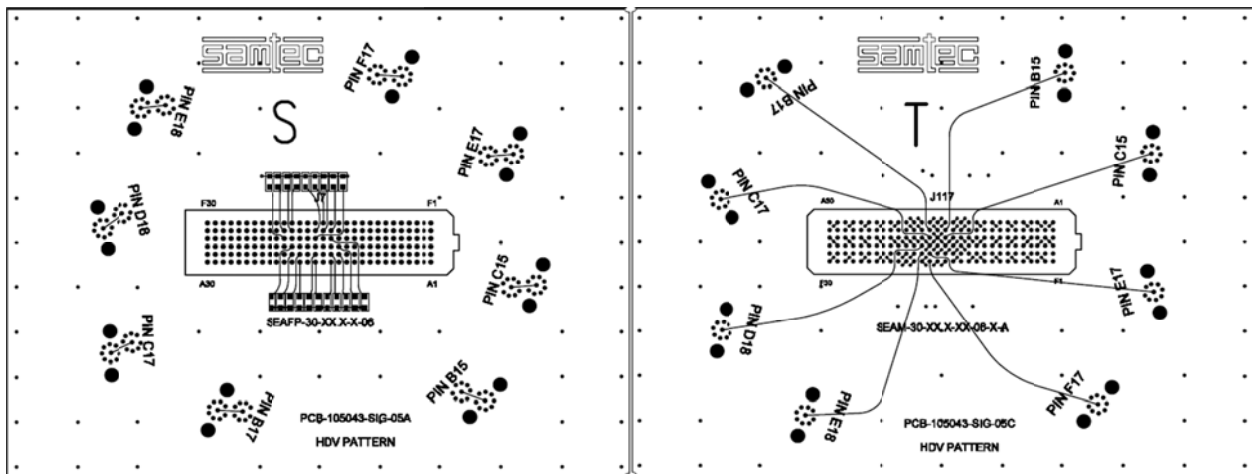 samtec
PIN F17
PIN E18
S
PIN E17
PIN D18
J7
F30
F1
A30
A1
PIN C15
SEAFP-30-XX.X-X-06
PIN C17
PIN B15
PIN B17
PCB-105043-SIG-05A
HDV PATTERN
samtec
PIN B15
PIN B17
T
PIN C15
PIN C17
J117
A30
A1
F30
F1
PIN E17
PIN D18
SEAM-30-XX.X-XX-06-X-A
PIN F17
PIN E18
PCB-105043-SIG-05C
HDV PATTERN